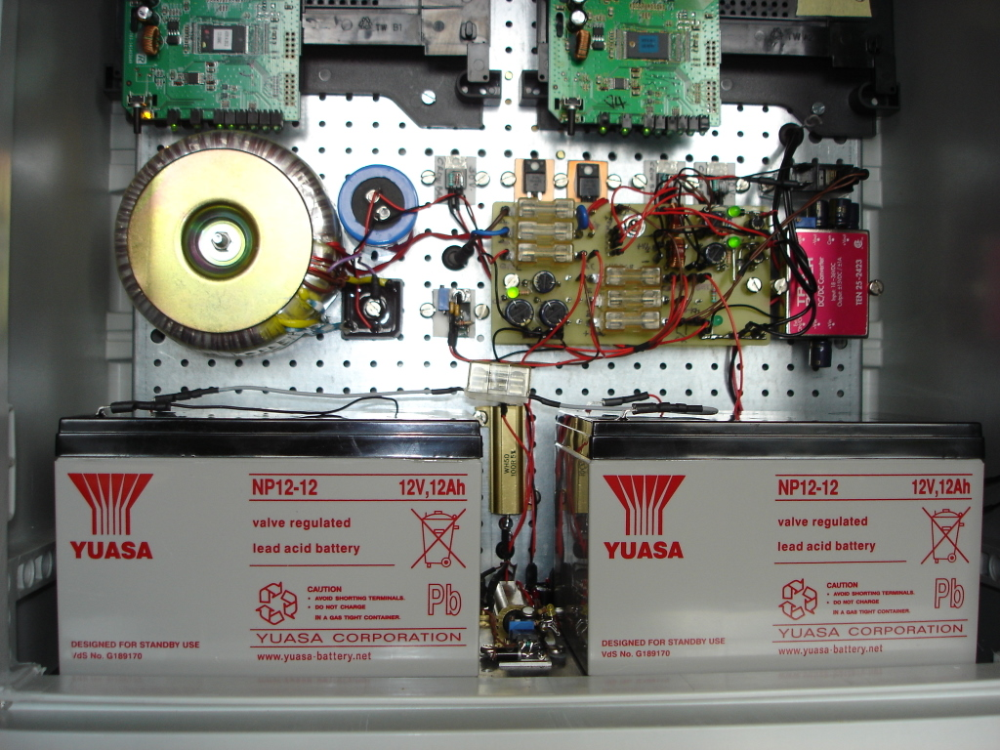 TW B1
DC/DC Converter
TEN 25-2423
WH50
100R5%
NP12-12 12V,12Ah
valve regulated
lead acid battery
YUASA
CAUTION
• AVOID SHORTING TERMINALS.
• DO NOT CHARGE
IN A GAS TIGHT CONTAINER.
Pb
YUASA CORPORATION
DESIGNED FOR STANDBY USE
VdS No. G189170
www.yuasa-battery.net
NP12-12 12V,12Ah
valve regulated
lead acid battery
YUASA
CAUTION
• AVOID SHORTING TERMINALS.
• DO NOT CHARGE
IN A GAS TIGHT CONTAINER.
Pb
YUASA CORPORATION
DESIGNED FOR STANDBY USE
VdS No. G189170
www.yuasa-battery.net